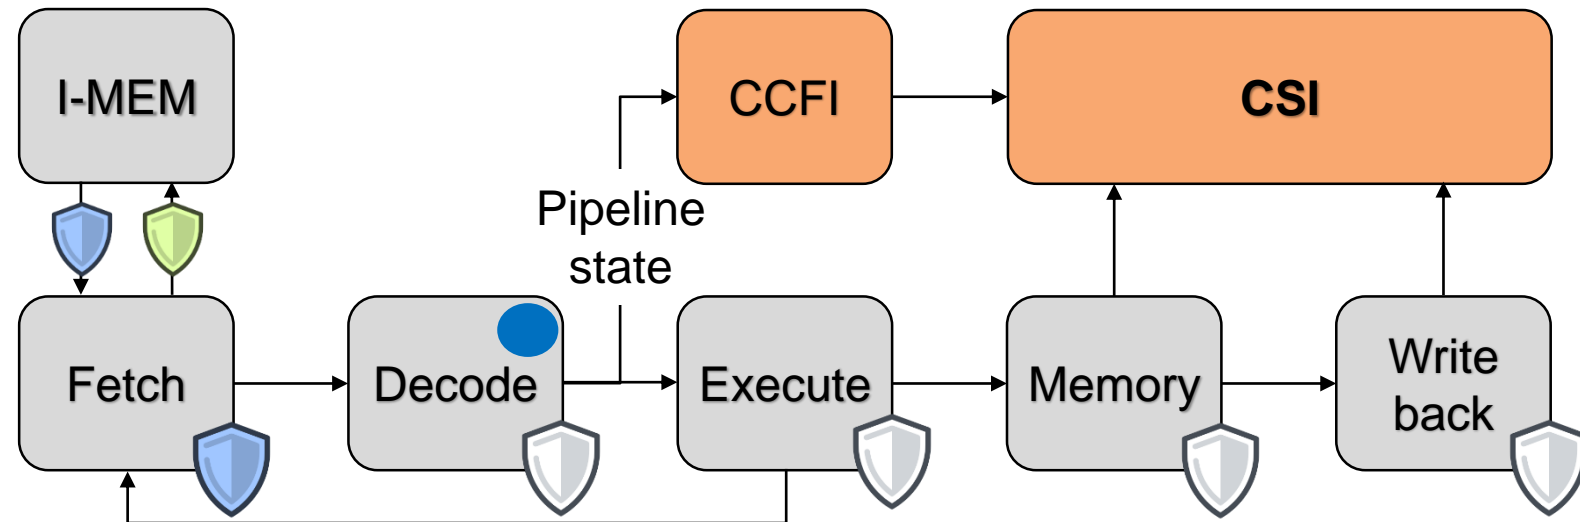 I-MEM
CCFI
CSI
Pipeline
state
Fetch
Decode
Execute
Memory
Write
back